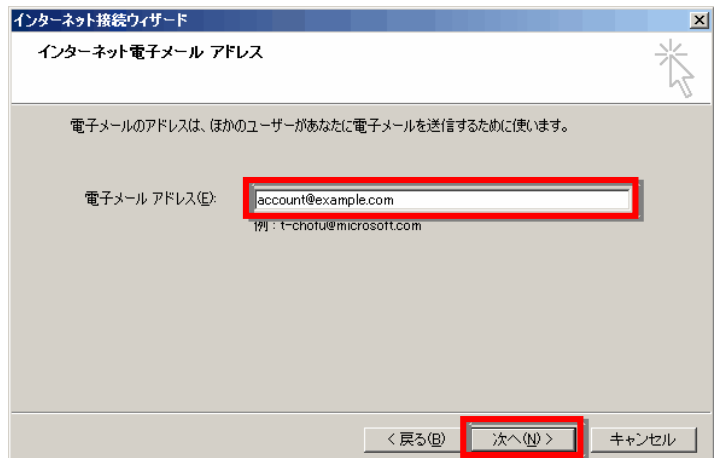 インターネット接続ウィザード
インターネット電子メール アドレス
電子メールのアドレスは、ほかのユーザーがあなたに電子メールを送信するために使います。
電子メール アドレス(E): account@example.com
例：t-chofu@microsoft.com
< 戻る(B) 次へ(N) > キャンセル